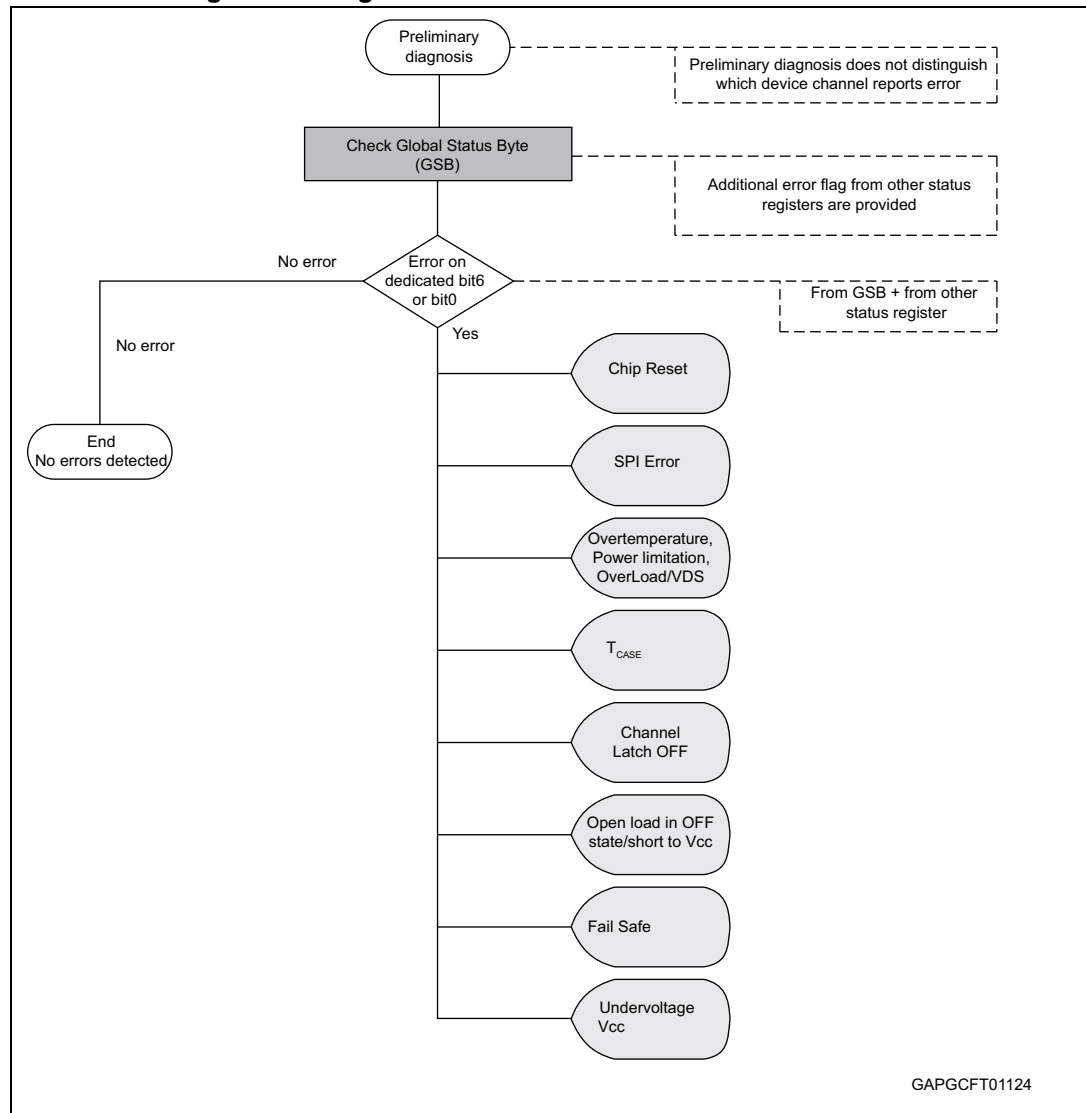 Preliminary
diagnosis
Preliminary diagnosis does not distinguish
which device channel reports error
Check Global Status Byte
(GSB)
Additional error flag from other status
registers are provided
Error on
dedicated bit6
or bit0
No error
From GSB + from other
status register
Yes
No error
End
No errors detected
Chip Reset
SPI Error
Overtemperature,
Power limitation,
OverLoad/VDS
TCASE
Channel
Latch OFF
Open load in OFF
state/short to Vcc
Fail Safe
Undervoltage
Vcc
GAPGCFT01124